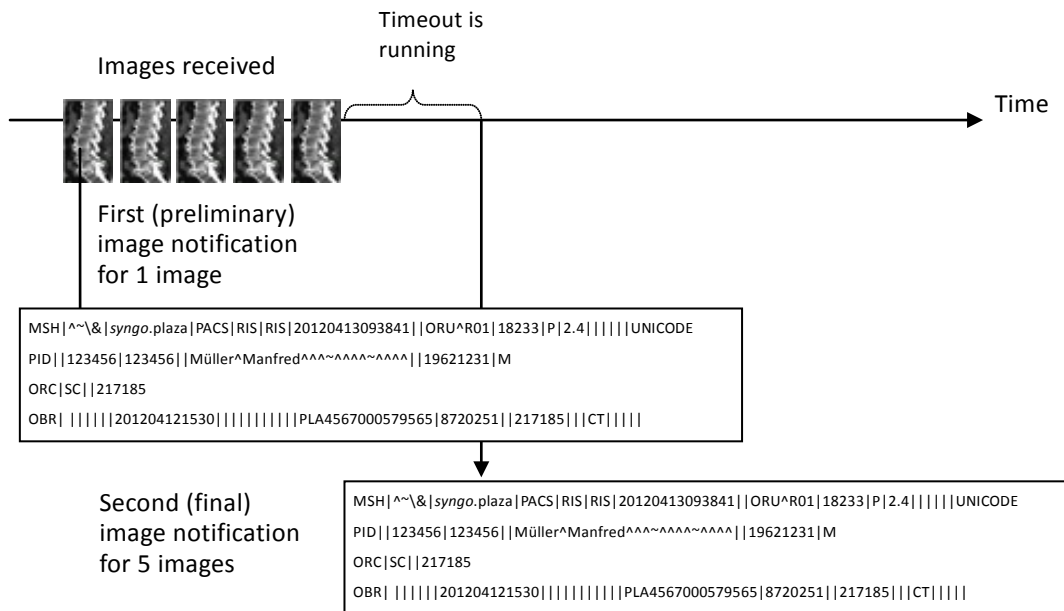 Timeout is
running
Images received
Time
First (preliminary)
image notification
for 1 image
MSH|^~\&|syngo.plaza|PACS|RIS|RIS|20120413093841||ORU^R01|18233|P|2.4||||||UNICODE
PID||123456|123456||Müller^Manfred^^^~^^^^~^^^^||19621231|M
ORC|SC||217185
OBR| ||||||201204121530|||||||||||PLA4567000579565|8720251||217185|||CT|||||
Second (final)
image notification
for 5 images
MSH|^~\&|syngo.plaza|PACS|RIS|RIS|20120413093841||ORU^R01|18233|P|2.4||||||UNICODE
PID||123456|123456||Müller^Manfred^^^~^^^^~^^^^||19621231|M
ORC|SC||217185
OBR| ||||||201204121530|||||||||||PLA4567000579565|8720251||217185|||CT|||||